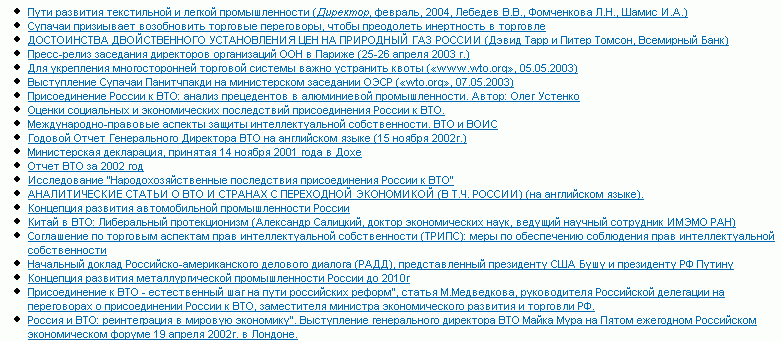 Пути развития текстильной и легкой промышленности (Директор, февраль, 2004, Лебедев В.В., Фомченкова Л.Н., Шамис И.А.)
Супачаи призиывает возобновить торговые переговоры, чтобы преодолеть инертность в торговле
ДОСТОИНСТВА ДВОЙСТВЕННОГО УСТАНОВЛЕНИЯ ЦЕН НА ПРИРОДНЫЙ ГАЗ РОССИИ (Дэвид Тарр и Питер Томсон, Всемирный Банк)
Пресс-релиз заседания директоров организаций ООН в Париже (25-26 апреля 2003 г.)
Для укрепления многосторонней торговой системы важно устранить квоты («www.wto.org», 05.05.2003)
Выступление Супачаи Панитчпакди на министерском заседании ОЭСР («wto.org», 07.05.2003)
Присоединение России к ВТО: анализ прецедентов в алюминиевой промышленности. Автор: Олег Устенко
Оценки социальных и экономических последствий присоединения России к ВТО.
Международно-правовые аспекты защиты интеллектуальной собственности. ВТО и ВОИС
Годовой Отчет Генерального Директора ВТО на английском языке (15 ноября 2002г.)
Министерская декларация, принятая 14 ноября 2001 года в Дохе
Отчет ВТО за 2002 год
Исследование "Народохозяйственные последствия присоединения России к ВТО"
АНАЛИТИЧЕСКИЕ СТАТЬИ О ВТО И СТРАНАХ С ПЕРЕХОДНОЙ ЭКОНОМИКОЙ (В Т.Ч. РОССИИ) (на английском языке).
Концепция развития автомобильной промышленности России
Китай в ВТО: Либеральный протекционизм (Александр Салицкий, доктор экономических наук, ведущий научный сотрудник ИМЭМО РАН)
Соглашение по торговым аспектам прав интеллектуальной собственности (ТРИПС): меры по обеспечению соблюдения прав интеллектуальной
собственности
Начальный доклад Российско-американского делового диалога (РАДД), представленный президенту США Бушу и президенту РФ Путину
Концепция развития металлургической промышленности России до 2010г
Присоединение к ВТО - естественный шаг на пути российских реформ", статья М.Медведкова, руководителя Российской делегации на
переговорах о присоединении России к ВТО, заместителя министра экономического развития и торговли РФ.
Россия и ВТО: реинтеграция в мировую экономику". Выступление генерального директора ВТО Майка Мура на Пятом ежегодном Российском
экономическом форуме 19 апреля 2002г. в Лондоне.